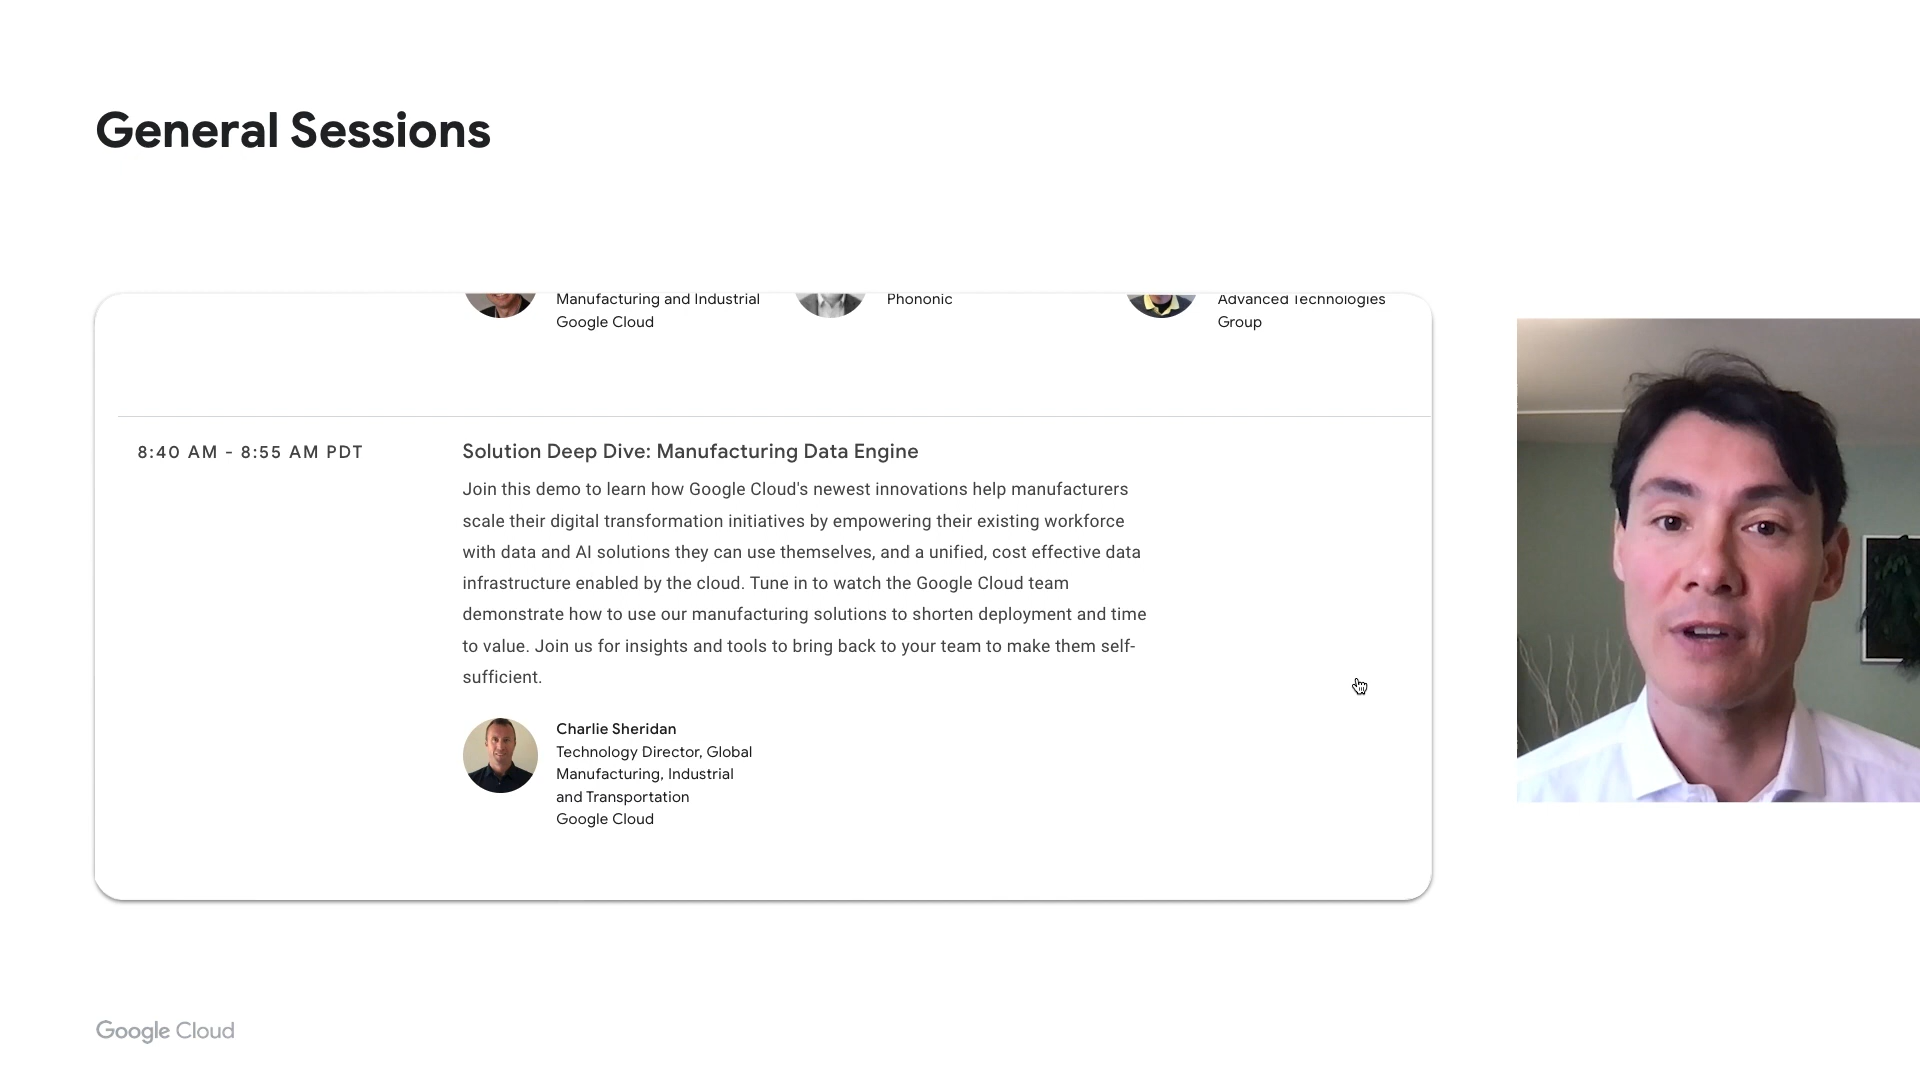 General Sessions
Manufacturing and Industrial
Google Cloud
Phononic
Advanced Technologies
Group
8:40 AM - 8:55 AM PDT
Solution Deep Dive: Manufacturing Data Engine
Join this demo to learn how Google Cloud's newest innovations help manufacturers
scale their digital transformation initiatives by empowering their existing workforce
with data and AI solutions they can use themselves, and a unified, cost effective data
infrastructure enabled by the cloud. Tune in to watch the Google Cloud team
demonstrate how to use our manufacturing solutions to shorten deployment and time
to value. Join us for insights and tools to bring back to your team to make them self-
sufficient.
Charlie Sheridan
Technology Director, Global
Manufacturing, Industrial
and Transportation
Google Cloud
Google Cloud